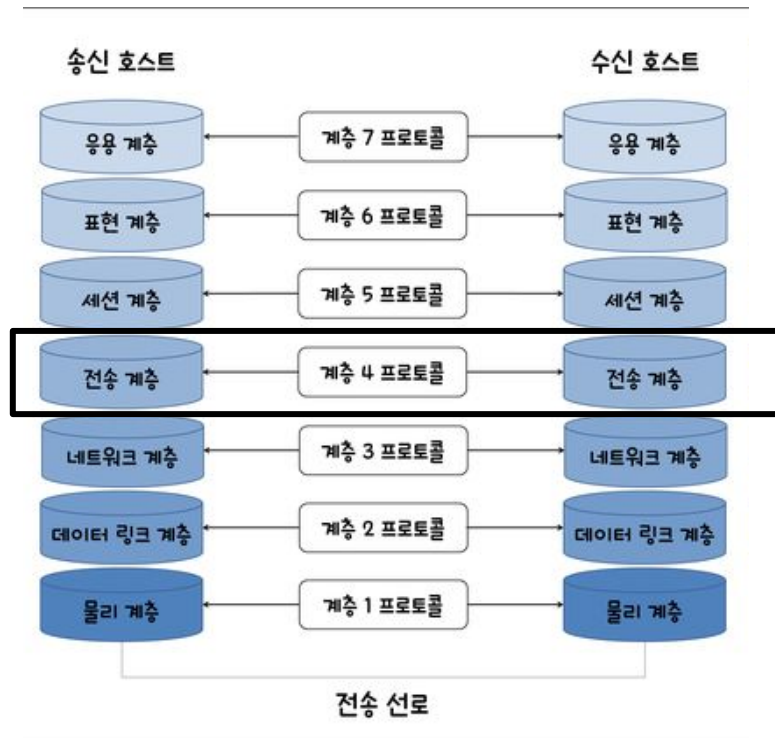 송신 호스트 수신 호스트
응용 계층 계층 7 프로토콜 응용 계층
표현 계층 계층 6 프로토콜 표현 계층
세션 계층 계층 5 프로토콜 세션 계층
전송 계층 계층 4 프로토콜 전송 계층
네트워크 계층 계층 3 프로토콜 네트워크 계층
데이터 링크 계층 계층 2 프로토콜 데이터 링크 계층
물리 계층 계층 1 프로토콜 물리 계층
전송 선로